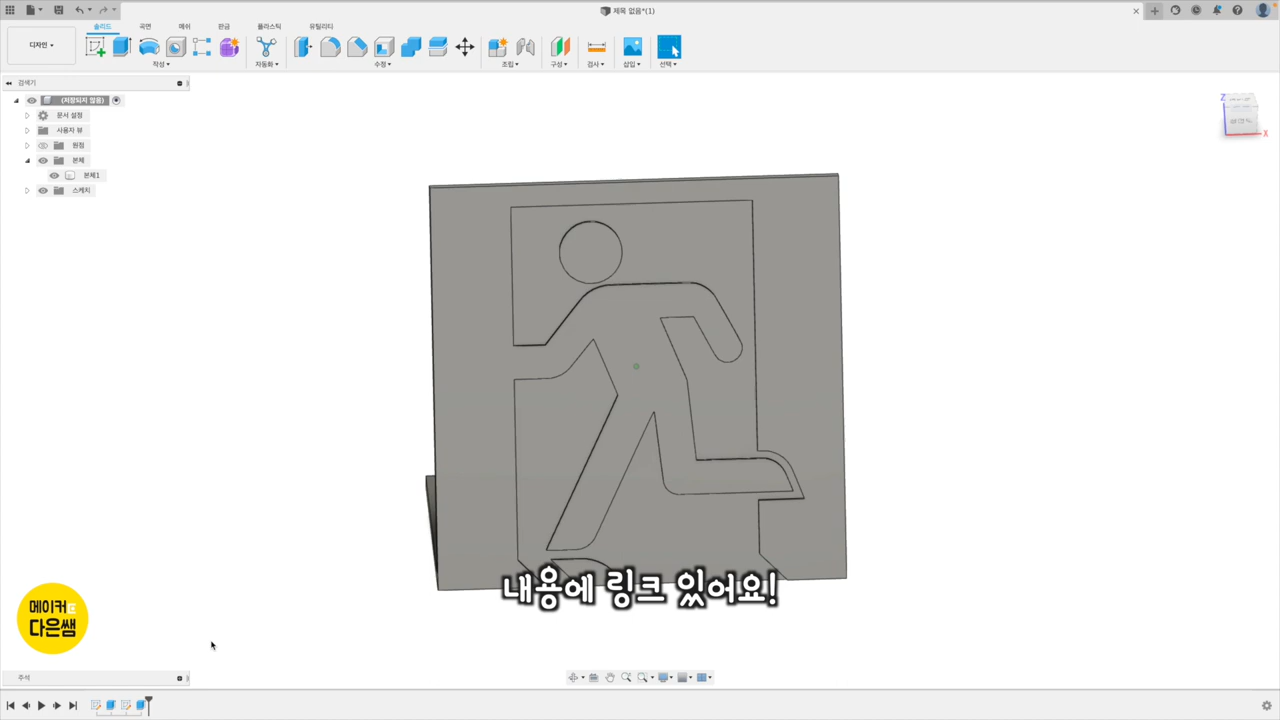 제목 없음*(1)
디자인
솔리드
곡면
메쉬
판금
플라스틱
유틸리티
작성
자동화
수정
조립
구성
검사
삽입
선택
검색기
(저장되지 않음)
문서 설정
사용자 뷰
원점
본체
본체1
스케치
Z
X
내용에 링크 있어요!
메이커
다은쌤
주석